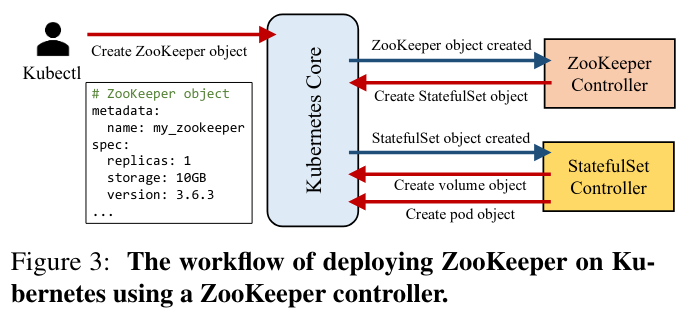 Kubectl
Create ZooKeeper object
# ZooKeeper object
metadata:
  name: my_zookeeper
spec:
  replicas: 1
  storage: 10GB
  version: 3.6.3
...
Kubernetes Core
ZooKeeper object created
Create StatefulSet object
ZooKeeper
Controller
StatefulSet object created
Create volume object
Create pod object
StatefulSet
Controller
Figure 3: The workflow of deploying ZooKeeper on Ku-
bernetes using a ZooKeeper controller.